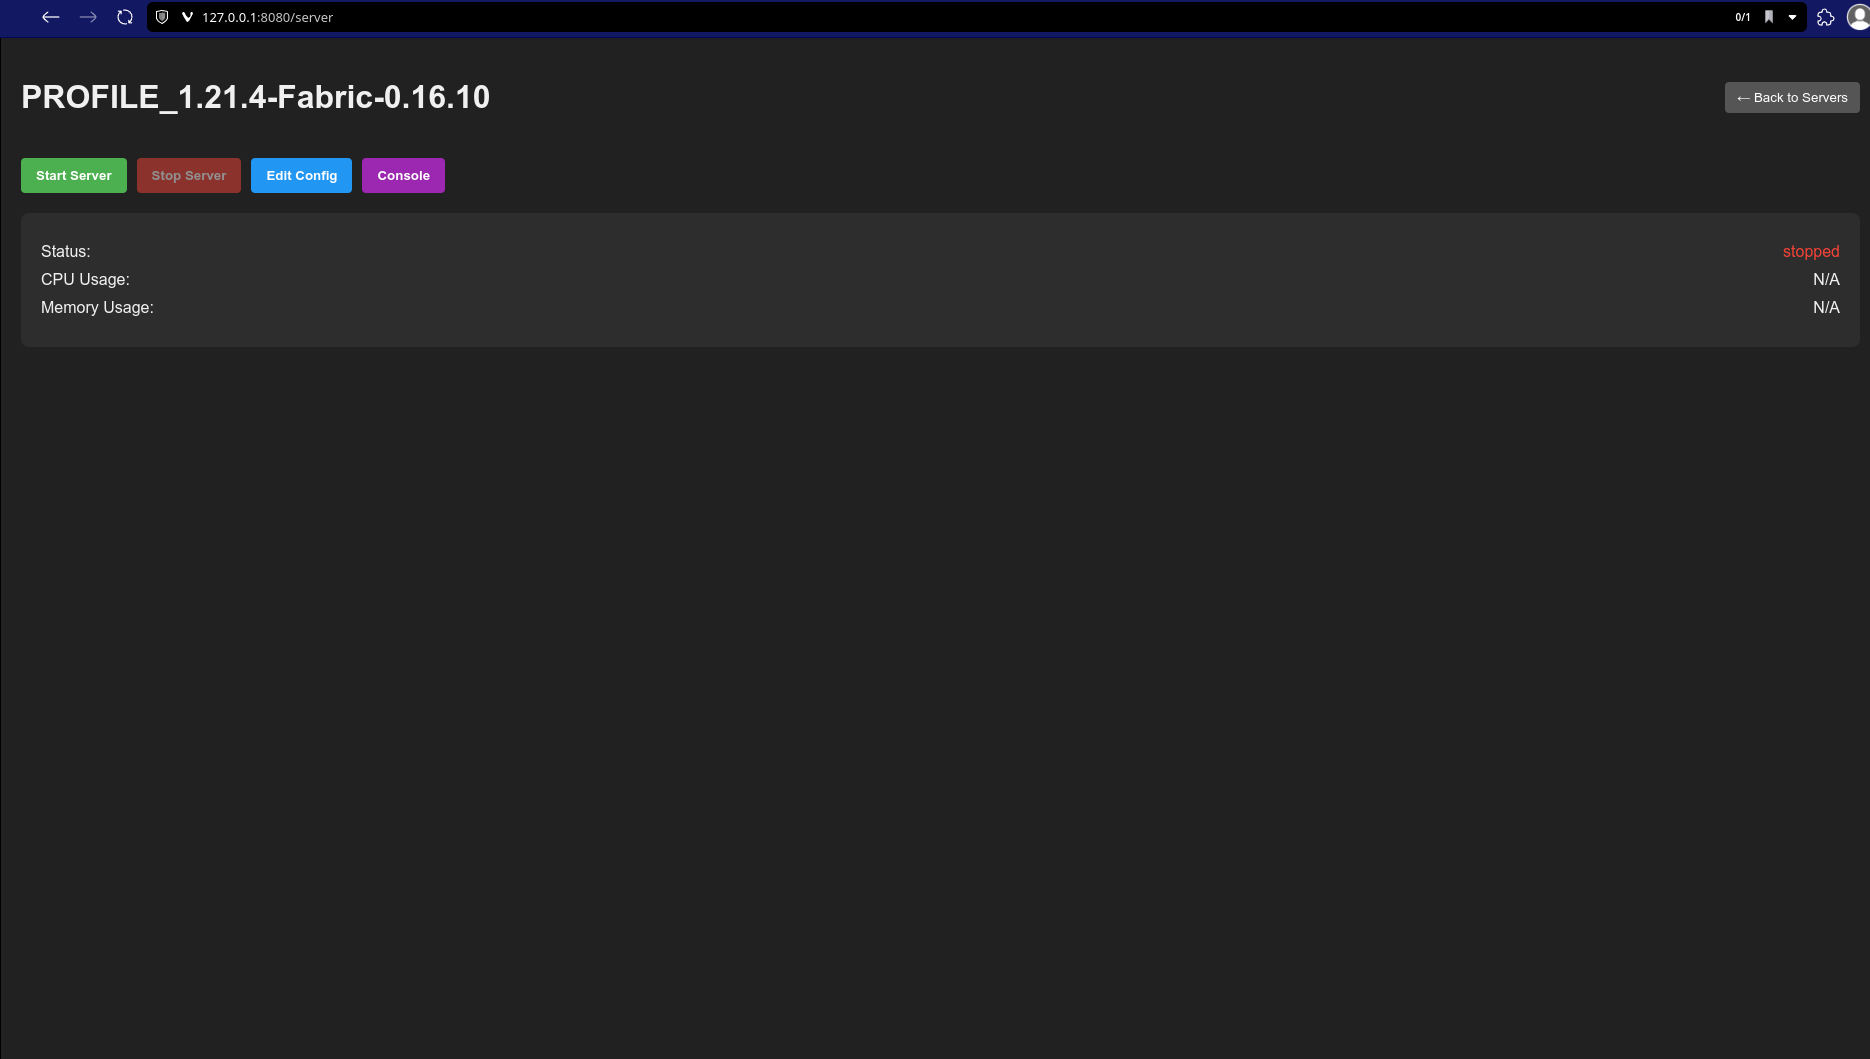 127.0.0.1:8080/server
0/1
PROFILE_1.21.4-Fabric-0.16.10
← Back to Servers
Start Server
Stop Server
Edit Config
Console
Status: stopped
CPU Usage: N/A
Memory Usage: N/A